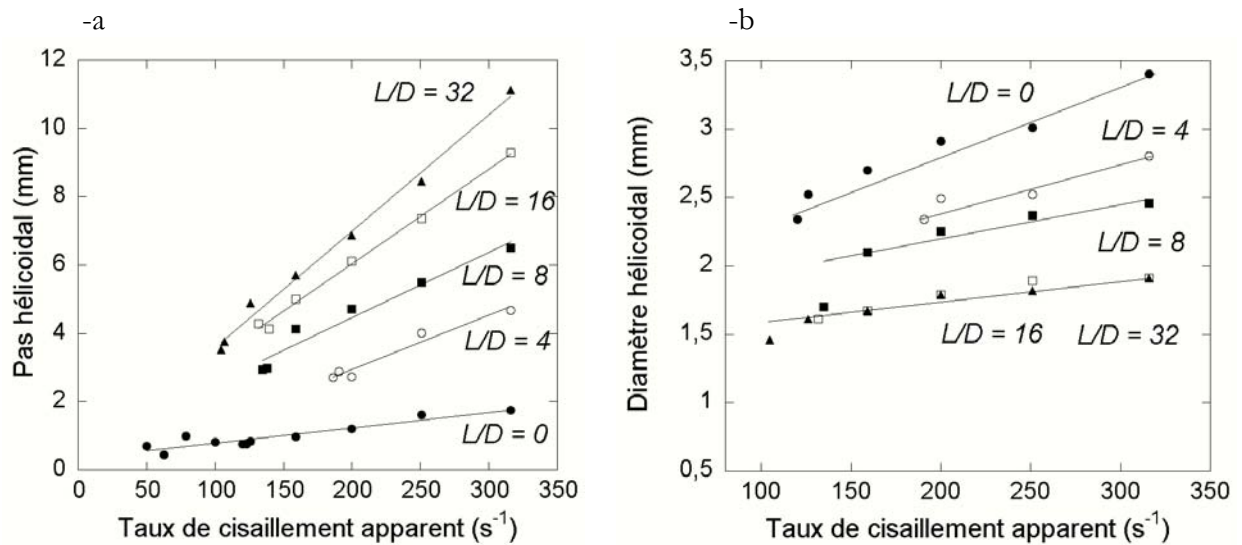 -a
12
10
8
6
4
2
0
Pas hélicoidal (mm)
L/D = 32
L/D = 16
L/D = 8
L/D = 4
L/D = 0
-0 50 100 150 200 250 300 350
Taux de cisaillement apparent (s⁻¹)
-b
3,5
3
2,5
2
1,5
1
0,5
Diamètre hélicoidal (mm)
L/D = 0
L/D = 4
L/D = 8
L/D = 16 L/D = 32
100 150 200 250 300 350
Taux de cisaillement apparent (s⁻¹)